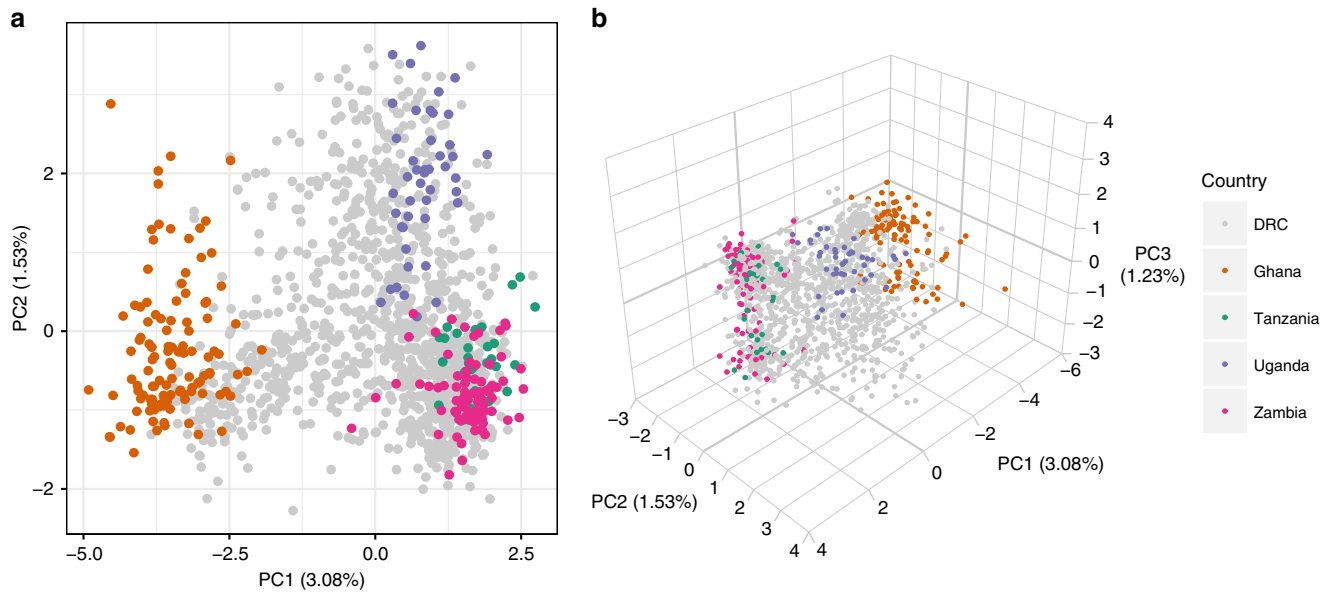 a
2
0
−2
PC2 (1.53%)
−5.0
−2.5
0.0
2.5
PC1 (3.08%)
b
4
3
2
1
0
−1
−2
−3
PC3
(1.23%)
−6
−4
−2
0
2
4
PC1 (3.08%)
−3
−2
−1
0
1
2
3
4
PC2 (1.53%)
Country
DRC
Ghana
Tanzania
Uganda
Zambia